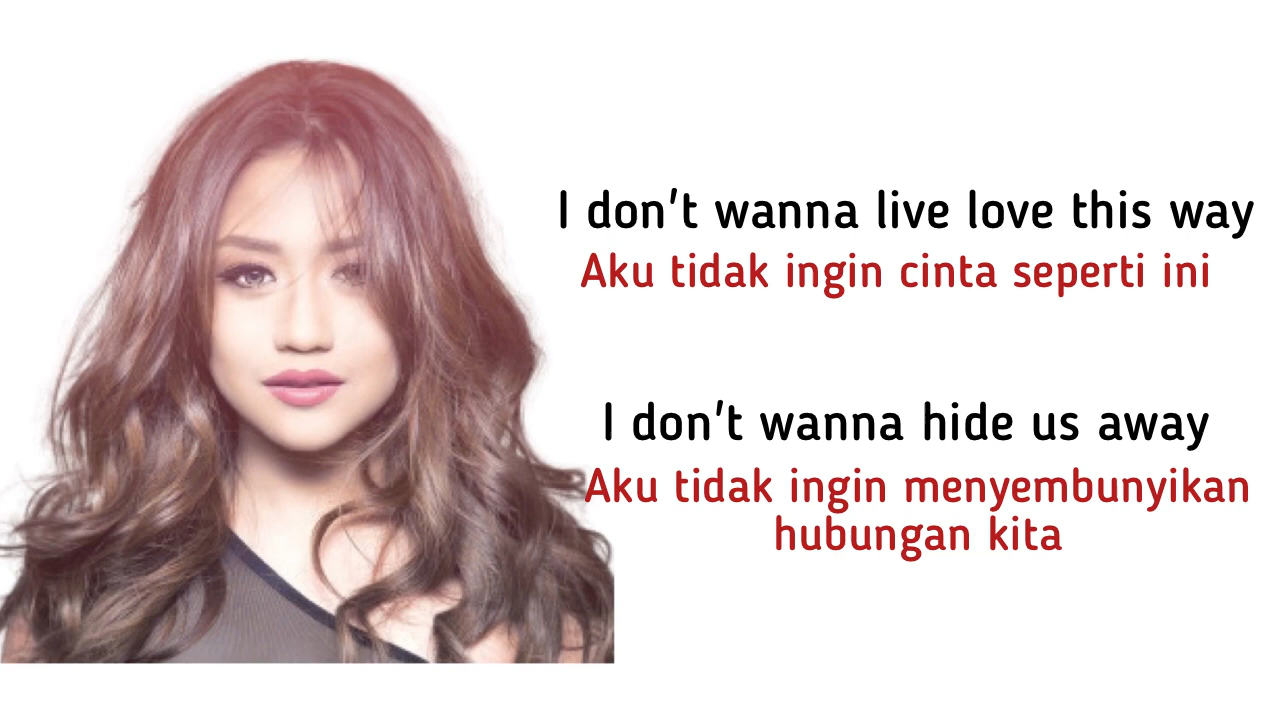 I don't wanna live love this way
Aku tidak ingin cinta seperti ini
I don't wanna hide us away
Aku tidak ingin menyembunyikan
hubungan kita